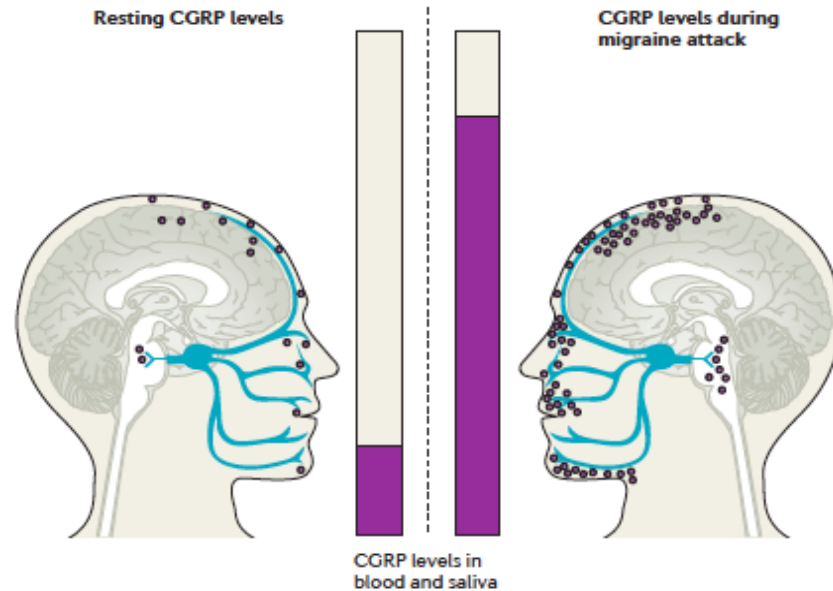 Resting CGRP levels
CGRP levels during
migraine attack
CGRP levels in
blood and saliva